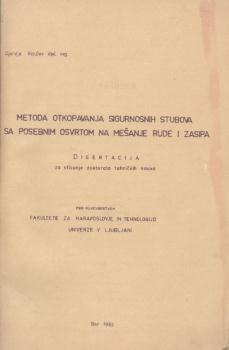 METODA OTKOPAVANJA SIGURNOSNIH STUBOVA
SA POSEBNIM OSVRTOM NA MEŠANJE RUDE I ZASIPA
DISERTACIJA
za sticanje doktorata tehničkih nauka
FAKULTETE ZA NARAVOSLOVJE IN TEHNOLOGIJO
UNIVERZE V LJUBLJANI
Bor